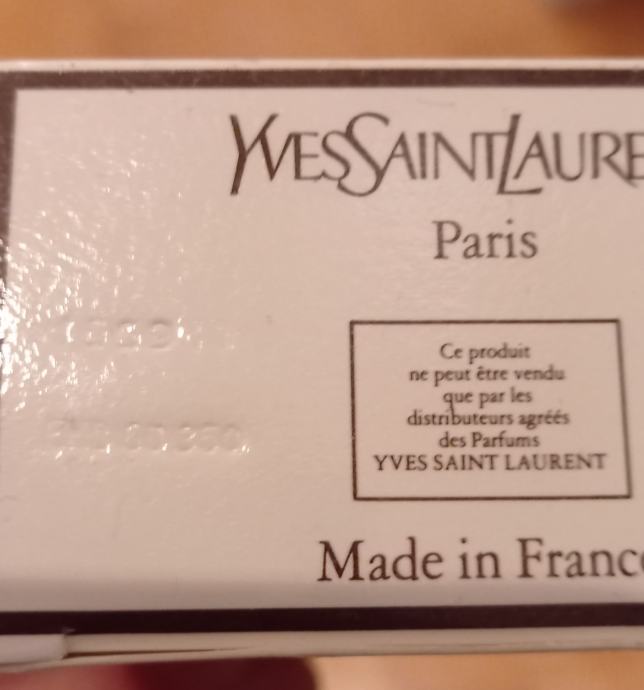 YVESSAINTLAURE
Paris
Ce produit
ne peut être vendu
que par les
distributeurs agréés
des Parfums
YVES SAINT LAURENT
Made in Franc